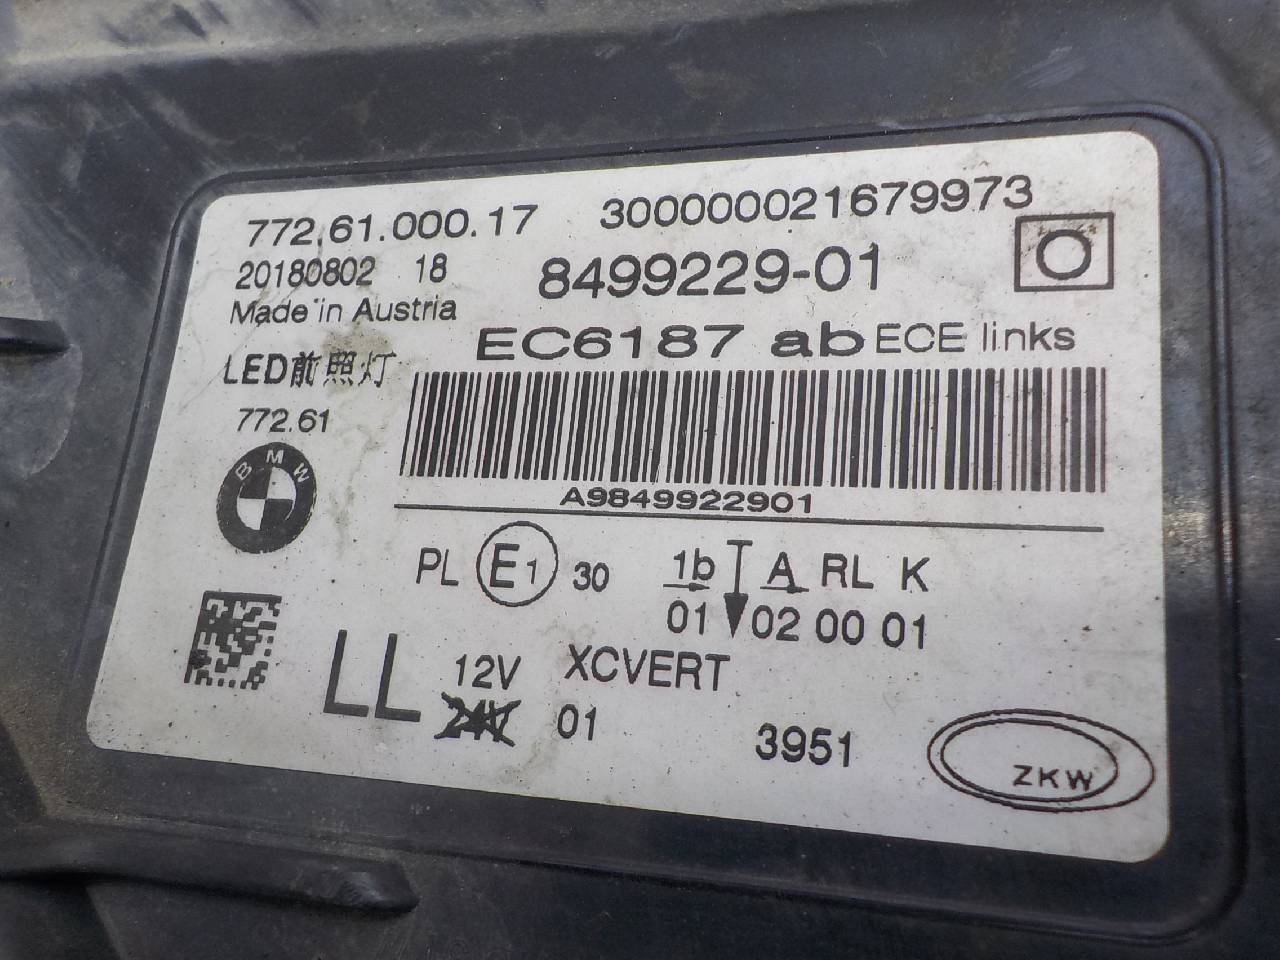 772.61.000.17 300000021679973
20180802 18 8499229-01
Made in Austria
EC6187 ab ECE links
LED前照灯
772.61
BMW
A9849922901
PL E1 30 1b A RL K
01 02 00 01
LL 12V XCVERT
24V 01 3951
ZKW